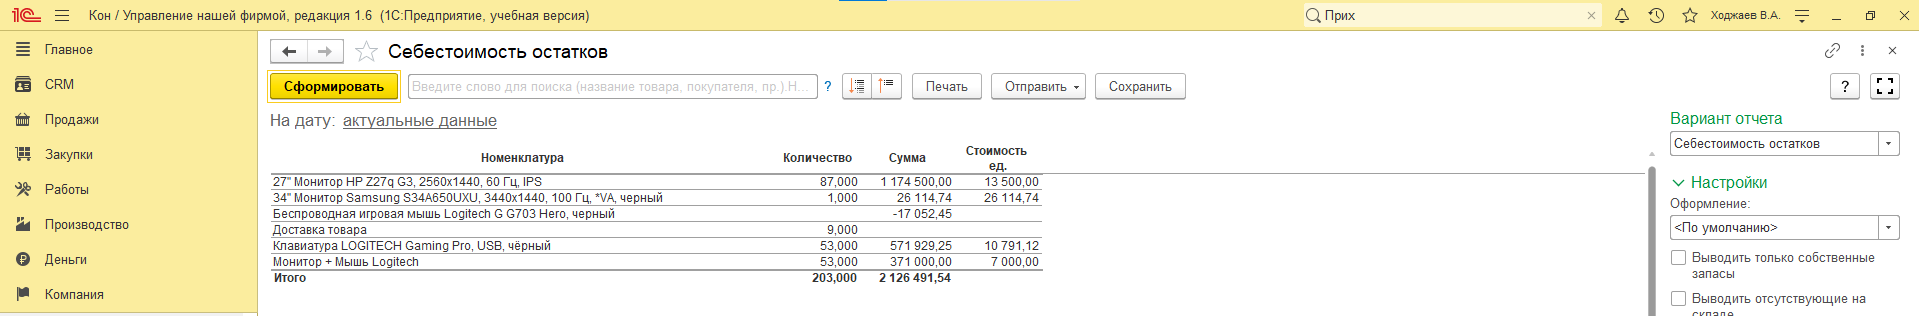 1С Кон / Управление нашей фирмой, редакция 1.6 (1С:Предприятие, учебная версия) Прих Ходжаев В.А.
Главное
CRM
Продажи
Закупки
Работы
Производство
Деньги
Компания
Себестоимость остатков
Сформировать Введите слово для поиска (название товара, покупателя, пр.).Н... ? Печать Отправить Сохранить ?
На дату: актуальные данные
Номенклатура Количество Сумма Стоимость
ед.
27" Монитор HP Z27q G3, 2560x1440, 60 Гц, IPS 87,000 1 174 500,00 13 500,00
34" Монитор Samsung S34A650UXU, 3440x1440, 100 Гц, *VA, черный 1,000 26 114,74 26 114,74
Беспроводная игровая мышь Logitech G G703 Hero, черный -17 052,45
Доставка товара 9,000
Клавиатура LOGITECH Gaming Pro, USB, чёрный 53,000 571 929,25 10 791,12
Монитор + Мышь Logitech 53,000 371 000,00 7 000,00
Итого 203,000 2 126 491,54
Вариант отчета
Себестоимость остатков
Настройки
Оформление:
<По умолчанию>
Выводить только собственные
запасы
Выводить отсутствующие на
складе